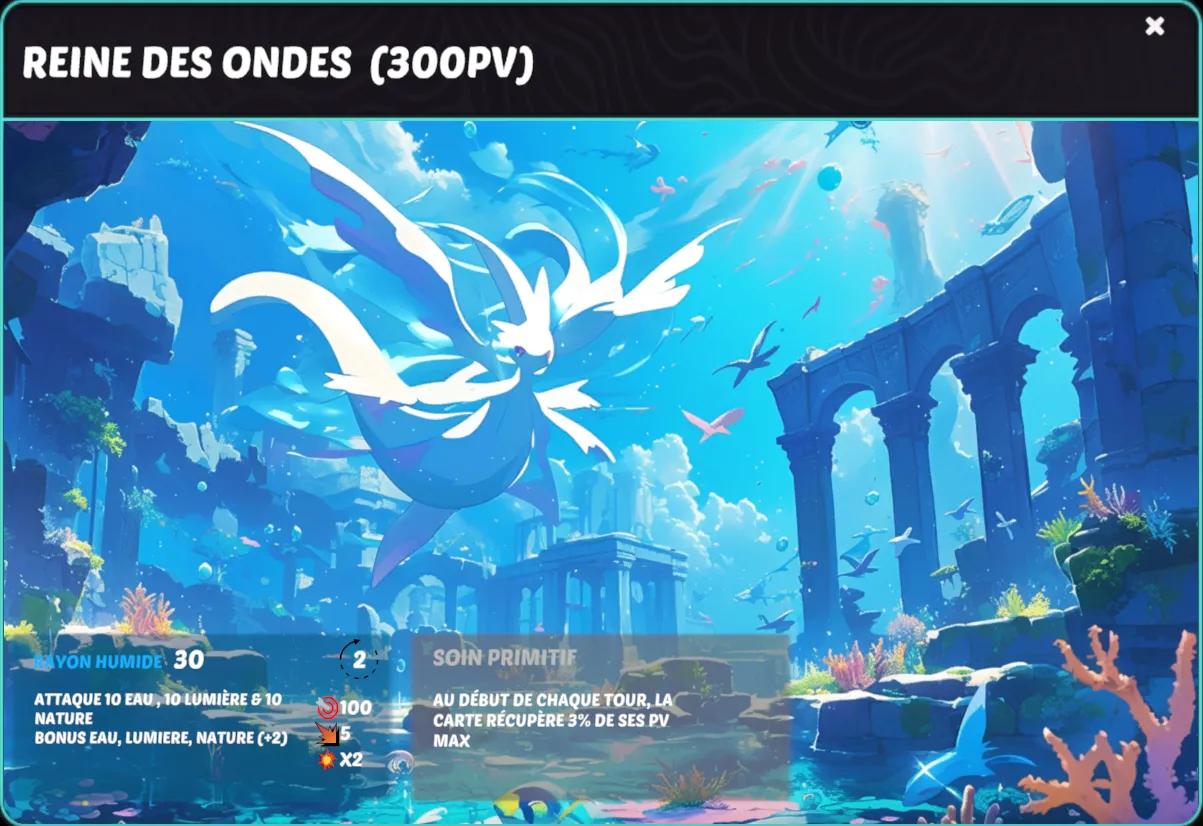 REINE DES ONDES (300PV)
RAYON HUMIDE 30
2
ATTAQUE 10 EAU , 10 LUMIÈRE & 10
NATURE
BONUS EAU, LUMIERE, NATURE (+2)
100
5
X2
SOIN PRIMITIF
AU DÉBUT DE CHAQUE TOUR, LA
CARTE RÉCUPÈRE 3% DE SES PV
MAX